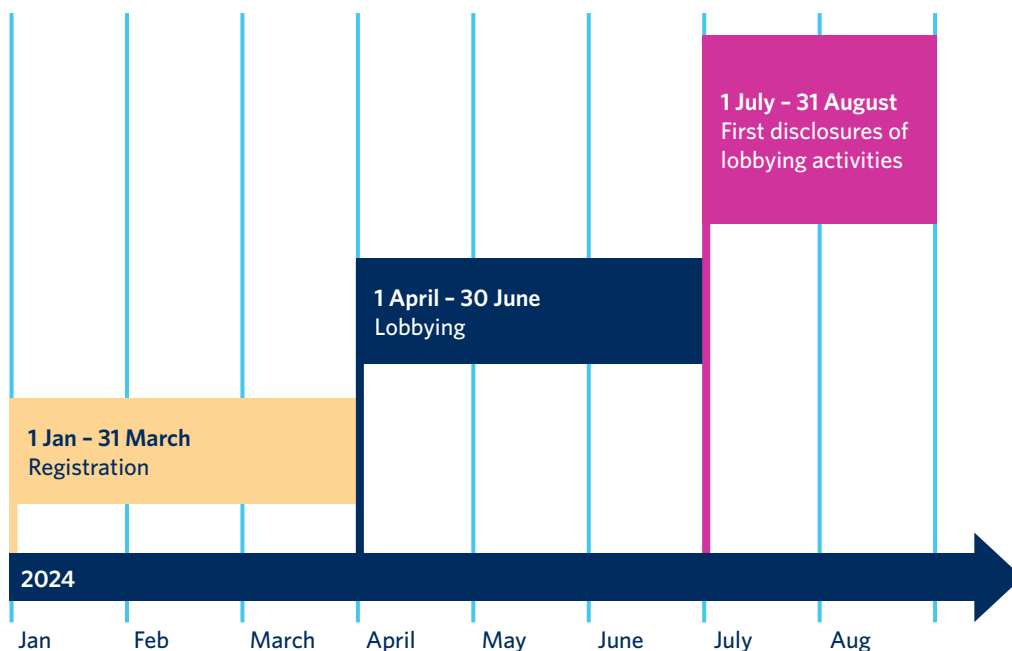 1 July – 31 August
First disclosures of
lobbying activities
1 April – 30 June
Lobbying
1 Jan – 31 March
Registration
2024
Jan Feb March April May June July Aug